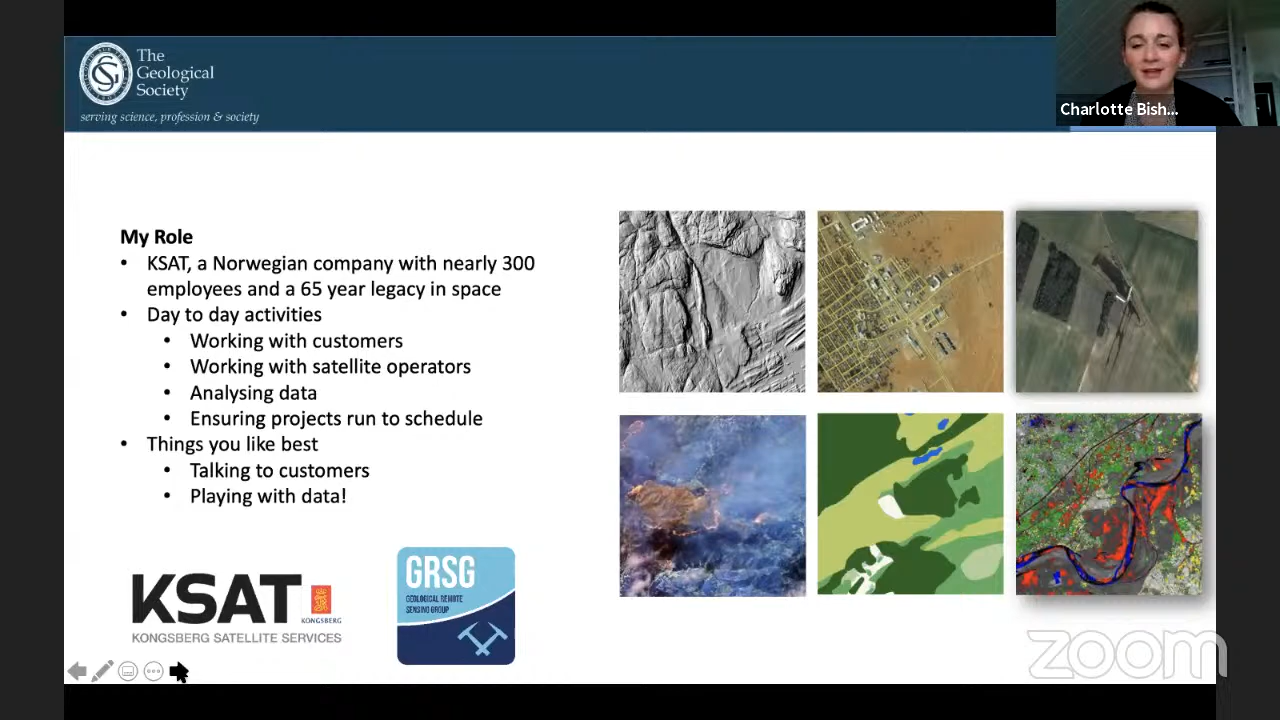 The
Geological
Society
serving science, profession & society
Charlotte Bish...
My Role
• KSAT, a Norwegian company with nearly 300
employees and a 65 year legacy in space
• Day to day activities
• Working with customers
• Working with satellite operators
• Analysing data
• Ensuring projects run to schedule
• Things you like best
• Talking to customers
• Playing with data!
KSAT
KONGSBERG
KONGSBERG SATELLITE SERVICES
GRSG
GEOLOGICAL REMOTE
SENSING GROUP
zoom